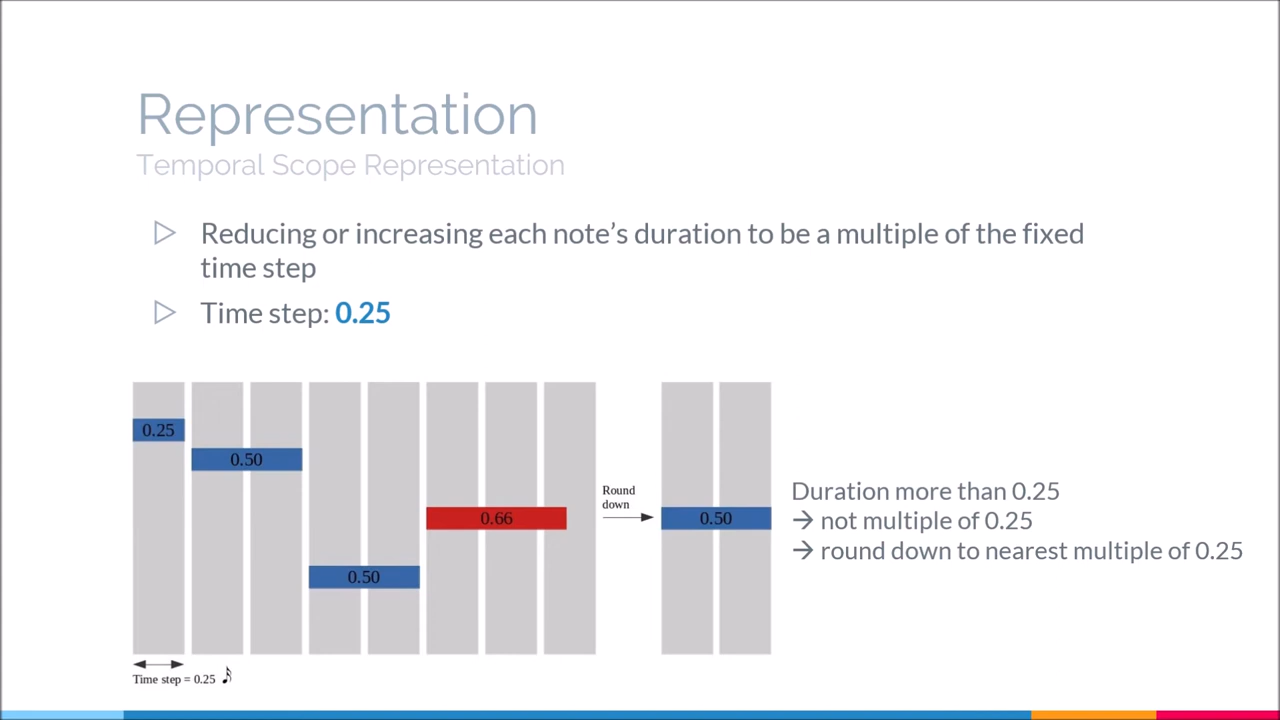 Representation
Temporal Scope Representation
▷ Reducing or increasing each note's duration to be a multiple of the fixed
time step
▷ Time step: 0.25
0.25
0.50
0.50
0.66
Round
down
0.50
Duration more than 0.25
→ not multiple of 0.25
→ round down to nearest multiple of 0.25
Time step = 0.25